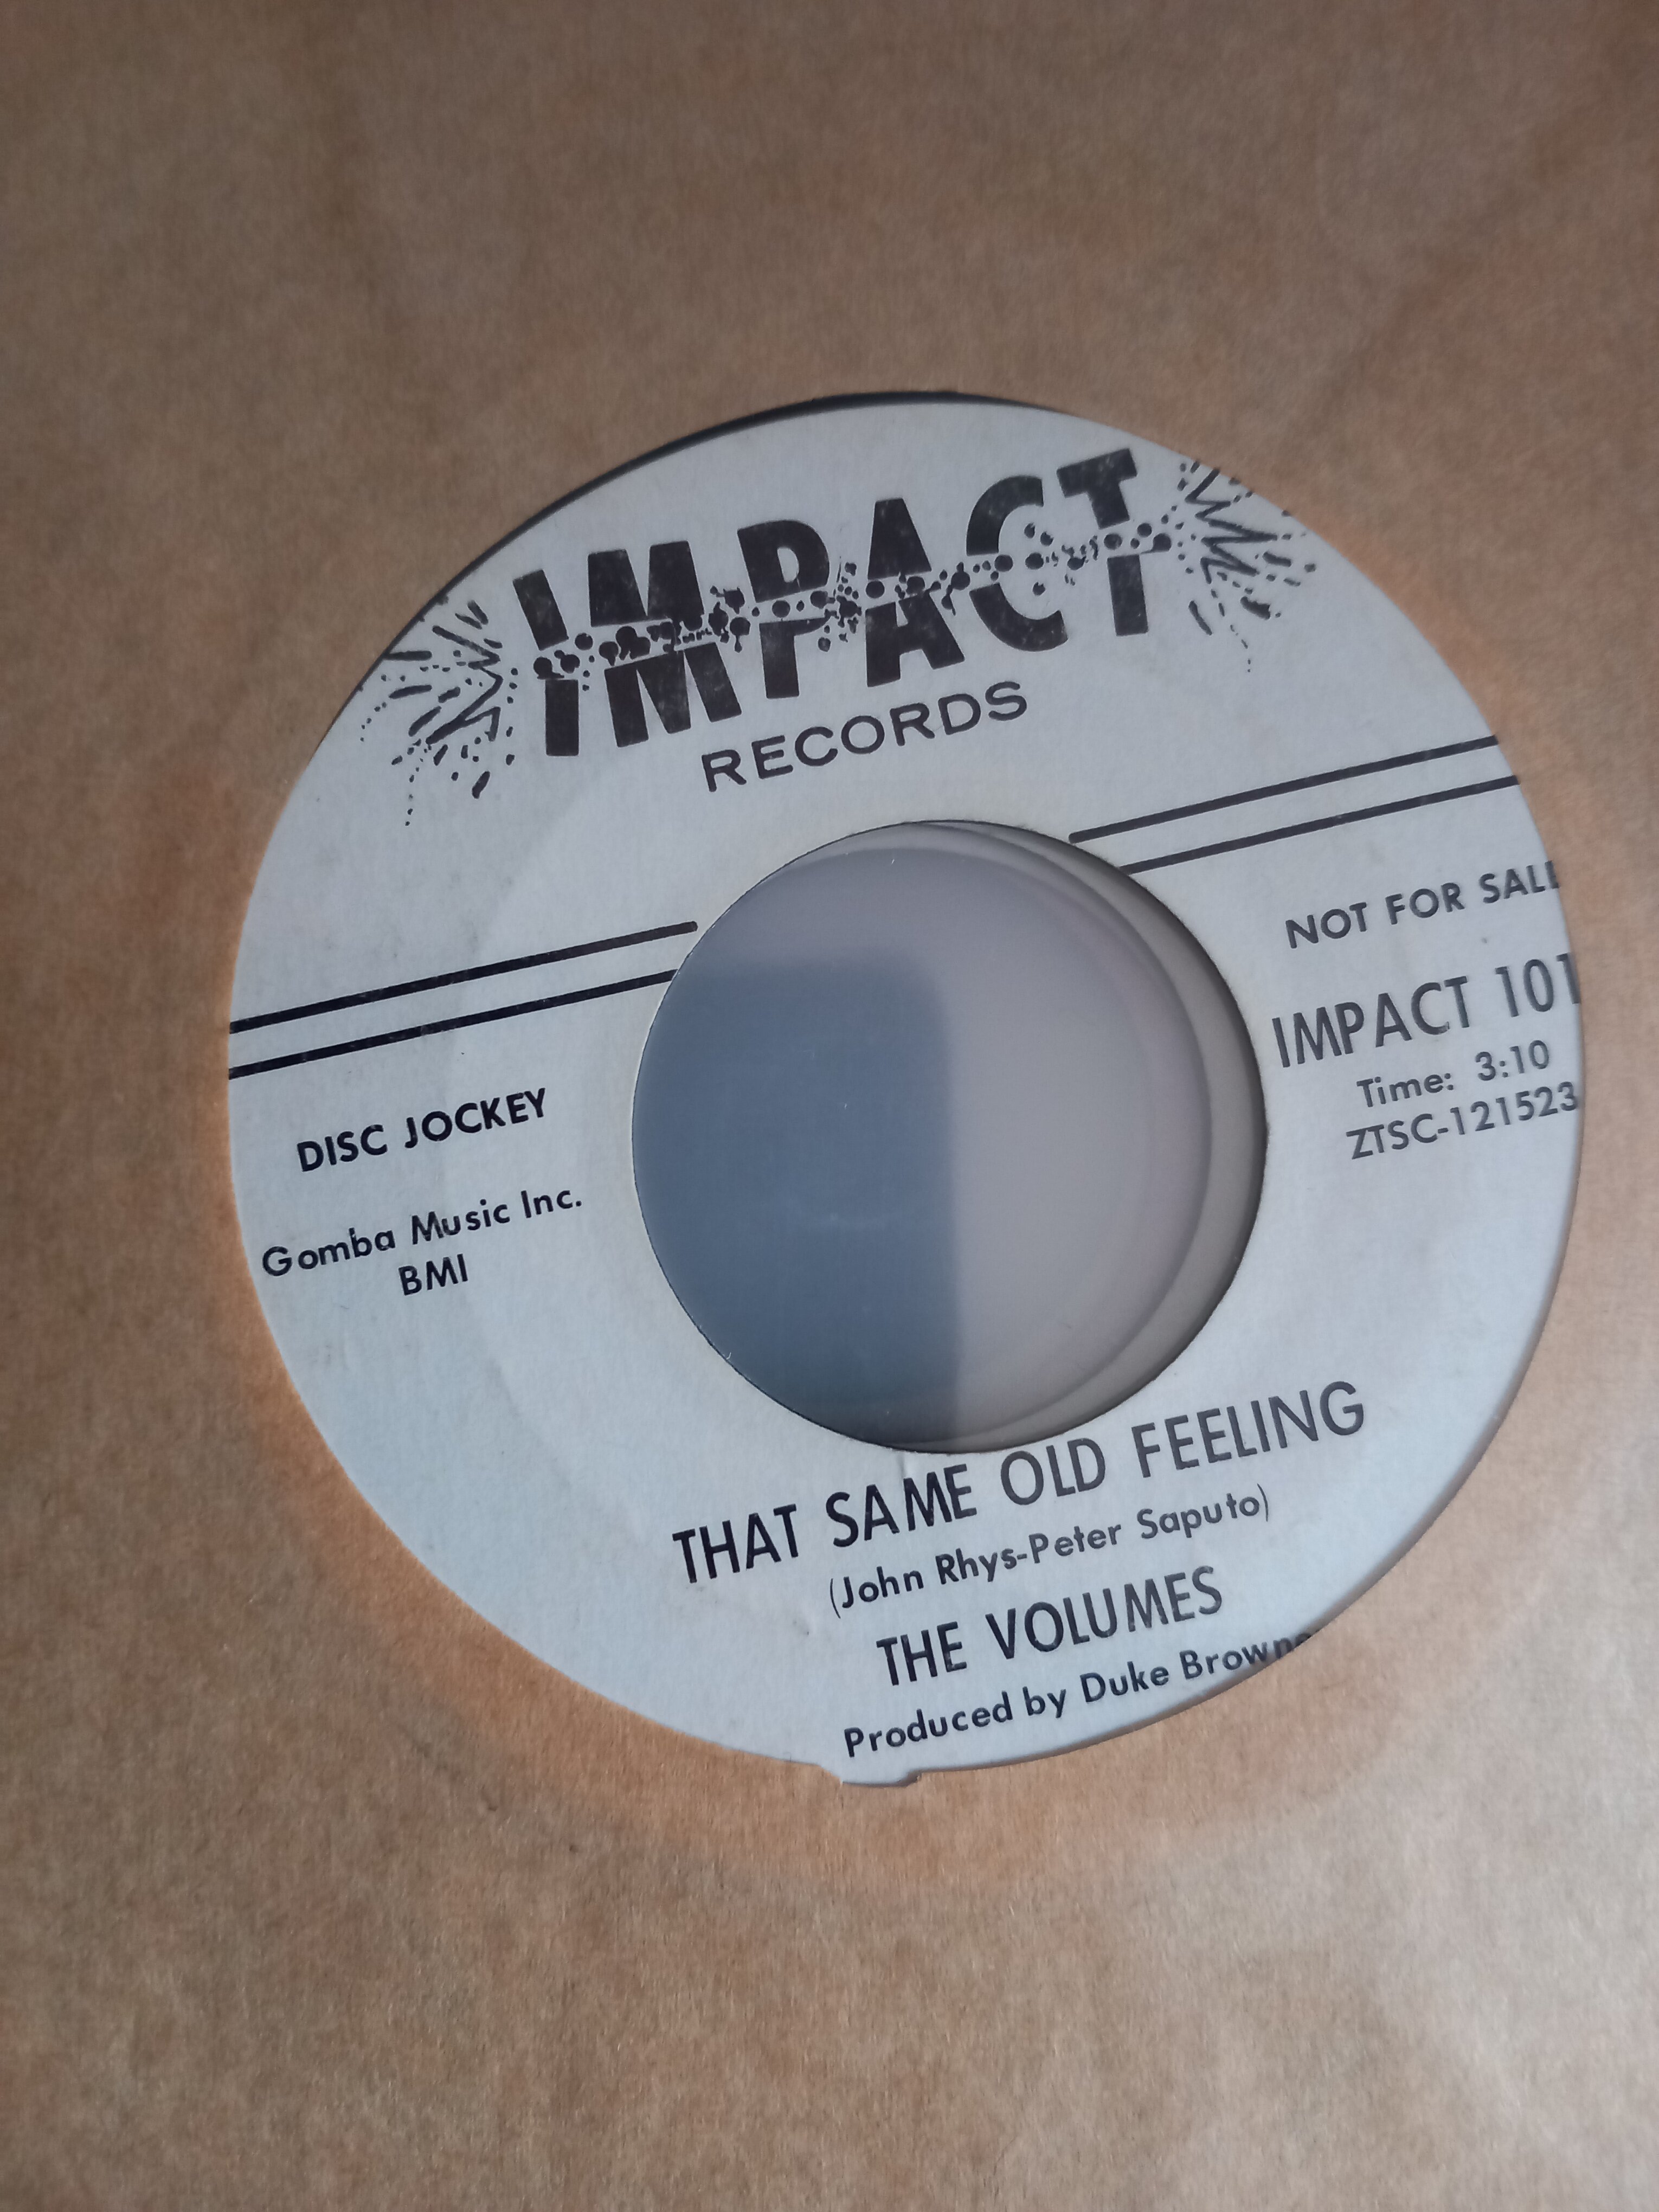 IMPACT
RECORDS
NOT FOR SALE
IMPACT 101
Time: 3:10
ZTSC-121523
DISC JOCKEY
Gomba Music Inc.
BMI
THAT SAME OLD FEELING
(John Rhys-Peter Saputo)
THE VOLUMES
Produced by Duke Browne